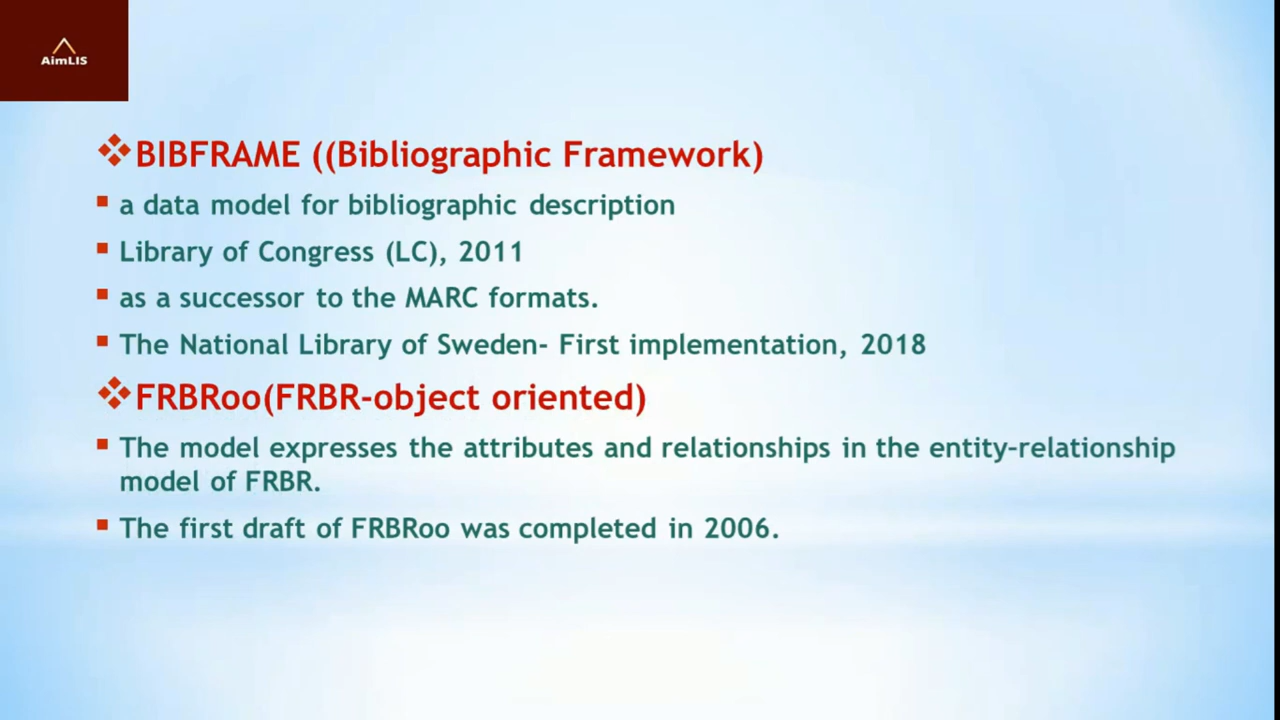 AimLIS
BIBFRAME ((Bibliographic Framework)
a data model for bibliographic description
Library of Congress (LC), 2011
as a successor to the MARC formats.
The National Library of Sweden- First implementation, 2018
FRBRoo(FRBR-object oriented)
The model expresses the attributes and relationships in the entity-relationship
model of FRBR.
The first draft of FRBRoo was completed in 2006.